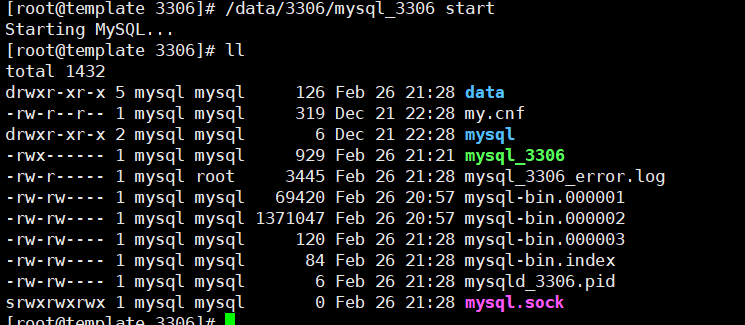 [root@template 3306]# /data/3306/mysql_3306 start
Starting MySQL...
[root@template 3306]# ll
total 1432
drwxr-xr-x 5 mysql mysql     126 Feb 26 21:28 data
-rw-r--r-- 1 mysql mysql     319 Dec 21 22:28 my.cnf
drwxr-xr-x 2 mysql mysql       6 Dec 21 22:28 mysql
-rwx------ 1 mysql mysql     929 Feb 26 21:21 mysql_3306
-rw-r----- 1 mysql root     3445 Feb 26 21:28 mysql_3306_error.log
-rw-rw---- 1 mysql mysql   69420 Feb 26 20:57 mysql-bin.000001
-rw-rw---- 1 mysql mysql 1371047 Feb 26 20:57 mysql-bin.000002
-rw-rw---- 1 mysql mysql     120 Feb 26 21:28 mysql-bin.000003
-rw-rw---- 1 mysql mysql      84 Feb 26 21:28 mysql-bin.index
-rw-rw---- 1 mysql mysql       6 Feb 26 21:28 mysqld_3306.pid
srwxrwxrwx 1 mysql mysql       0 Feb 26 21:28 mysql.sock
[root@template 3306]#